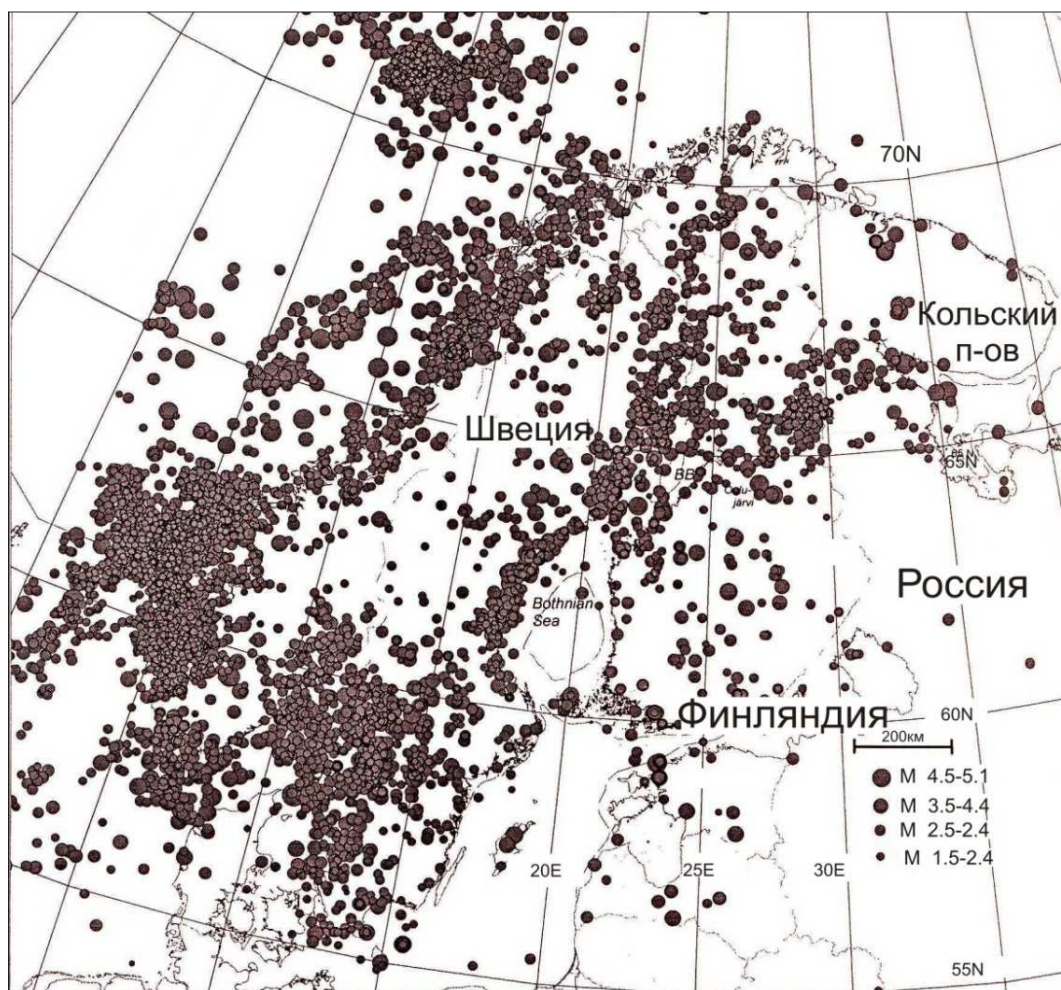 70N
Кольский
п-ов
Швеция
65N
BB
Oulu-
järvi
Россия
Bothnian
Sea
Финляндия
60N
200км
M 4.5-5.1
M 3.5-4.4
M 2.5-2.4
M 1.5-2.4
20E
25E
30E
55N